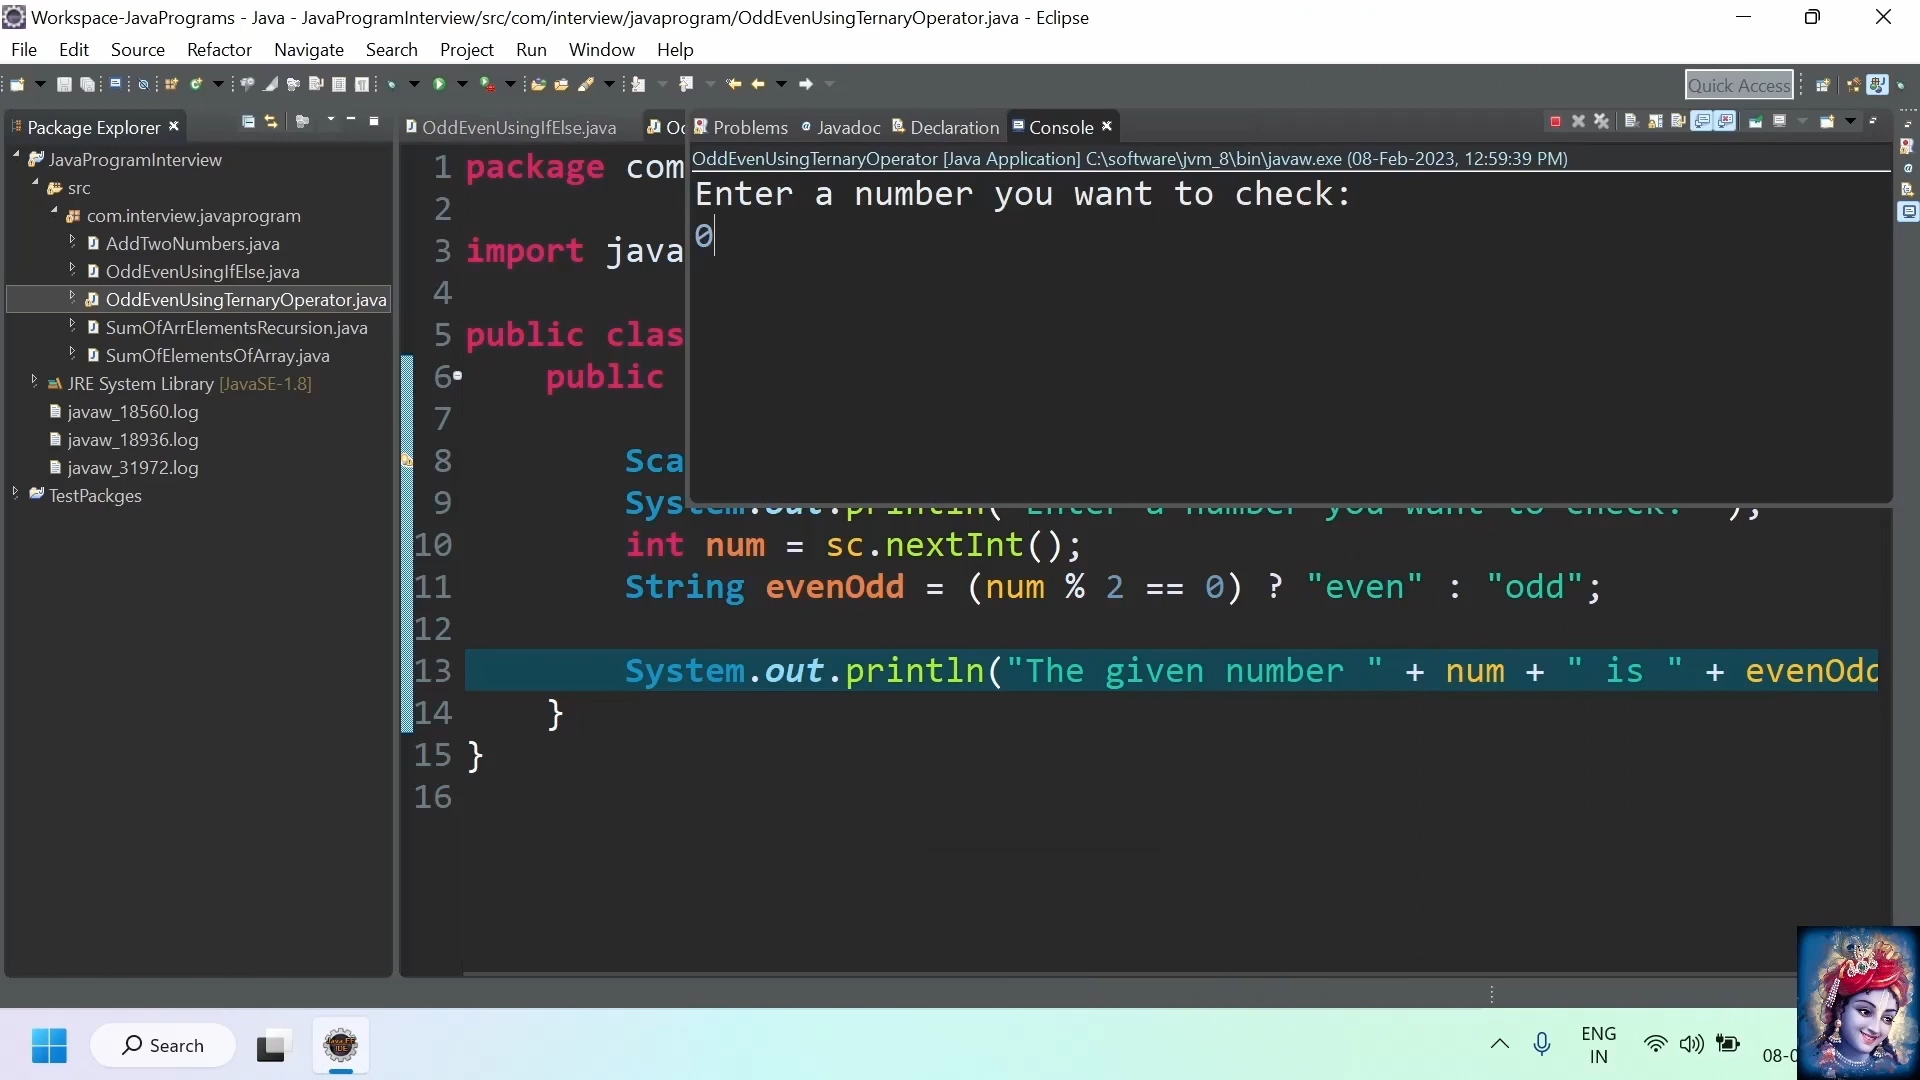 Workspace-JavaPrograms - Java - JavaProgramInterview/src/com/interview/javaprogram/OddEvenUsingTernaryOperator.java - Eclipse
File Edit Source Refactor Navigate Search Project Run Window Help
Quick Access
Package Explorer
JavaProgramInterview
src
com.interview.javaprogram
AddTwoNumbers.java
OddEvenUsingIfElse.java
OddEvenUsingTernaryOperator.java
SumOfArrElementsRecursion.java
SumOfElementsOfArray.java
JRE System Library [JavaSE-1.8]
javaw_18560.log
javaw_18936.log
javaw_31972.log
TestPackges
OddEvenUsingIfElse.java
Problems Javadoc Declaration Console
OddEvenUsingTernaryOperator [Java Application] C:\software\jvm_8\bin\javaw.exe (08-Feb-2023, 12:59:39 PM)
Enter a number you want to check:
0
1 package com
2
3 import java
4
5 public clas
6 public
7
8 Sca
9 System.out.println("Enter a number you want to check: ");
10 int num = sc.nextInt();
11 String evenOdd = (num % 2 == 0) ? "even" : "odd";
12
13 System.out.println("The given number " + num + " is " + evenOdd
14 }
15 }
16
Search
ENG
IN
08-0